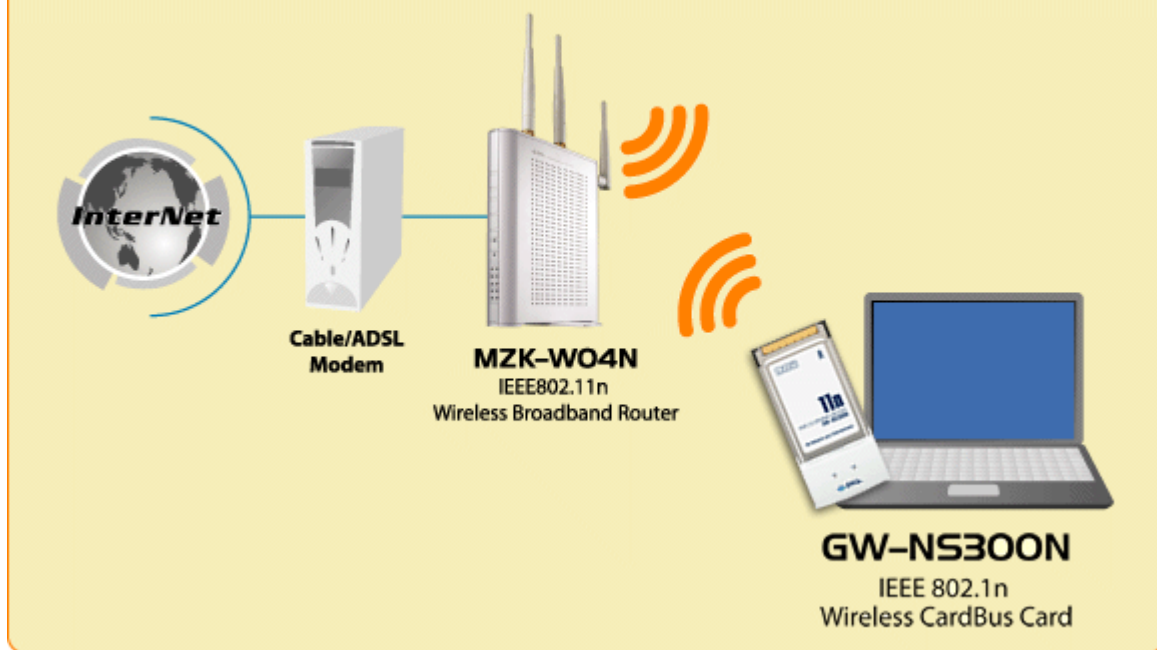 InterNet
Cable/ADSL
Modem
MZK-W04N
IEEE802.11n
Wireless Broadband Router
11n
GW-NS300N
IEEE 802.1n
Wireless CardBus Card